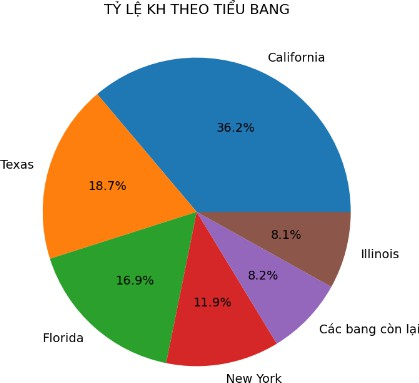 TỶ LỆ KH THEO TIỂU BANG
California
36.2%
Texas
18.7%
16.9%
Florida
11.9%
New York
8.2%
Các bang còn lại
8.1%
Illinois